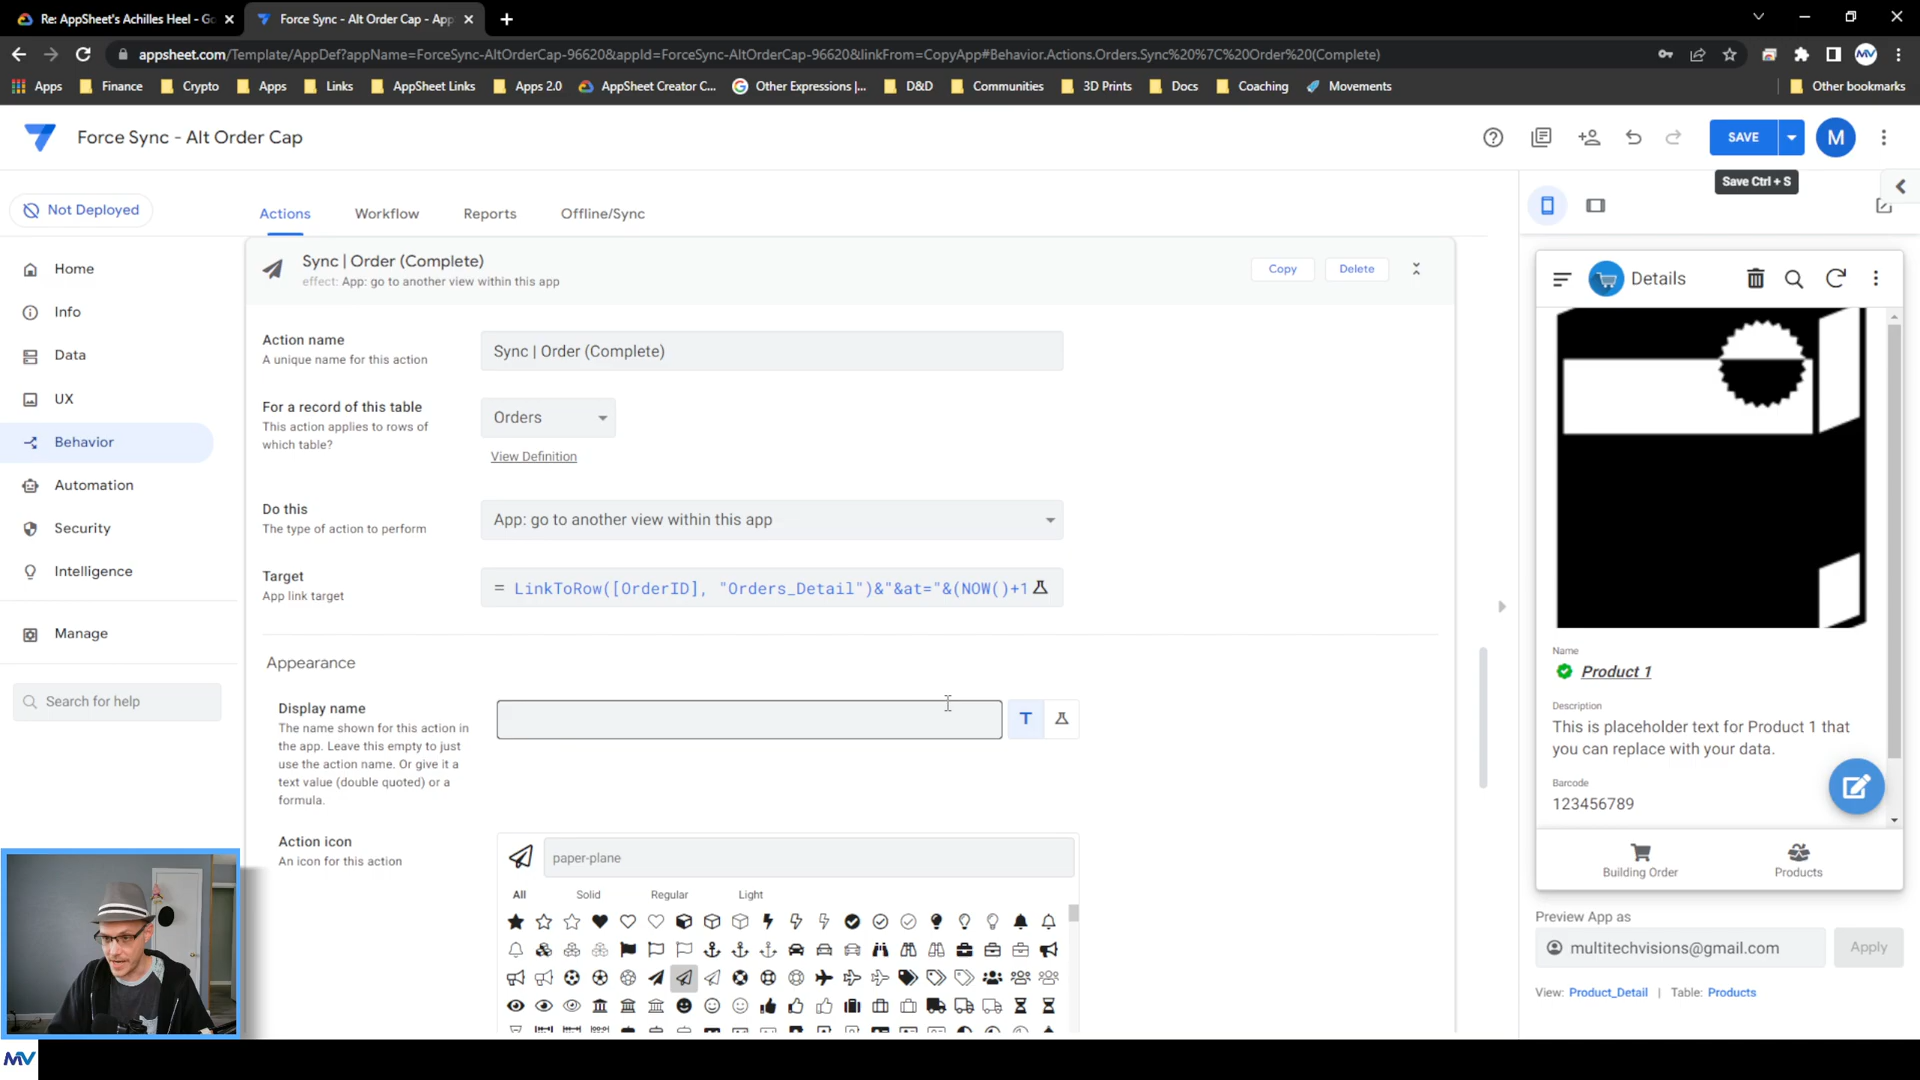 Re: AppSheet's Achilles Heel - Go
Force Sync - Alt Order Cap - App
appsheet.com/Template/AppDef?appName=ForceSync-AltOrderCap-96620&appId=ForceSync-AltOrderCap-96620&linkFrom=CopyApp#Behavior.Actions.Orders.Sync%20%7C%20Order%20(Complete)
MV
Apps Finance Crypto Apps Links AppSheet Links Apps 2.0 AppSheet Creator C... Other Expressions |... D&D Communities 3D Prints Docs Coaching Movements Other bookmarks
Force Sync - Alt Order Cap
SAVE
M
Save Ctrl + S
Not Deployed
Actions Workflow Reports Offline/Sync
Home
Info
Data
UX
Behavior
Automation
Security
Intelligence
Manage
Search for help
Sync | Order (Complete)
effect: App: go to another view within this app
Copy Delete
Action name
A unique name for this action
Sync | Order (Complete)
For a record of this table
This action applies to rows of
which table?
Orders
View Definition
Do this
The type of action to perform
App: go to another view within this app
Target
App link target
= LinkToRow([OrderID], "Orders_Detail")&"&at="&(NOW()+1
Appearance
Display name
The name shown for this action in
the app. Leave this empty to just
use the action name. Or give it a
text value (double quoted) or a
formula.
T
Action icon
An icon for this action
paper-plane
All Solid Regular Light
Details
Name
Product 1
Description
This is placeholder text for Product 1 that
you can replace with your data.
Barcode
123456789
Building Order Products
Preview App as
multitechvisions@gmail.com Apply
View: Product_Detail | Table: Products
MV